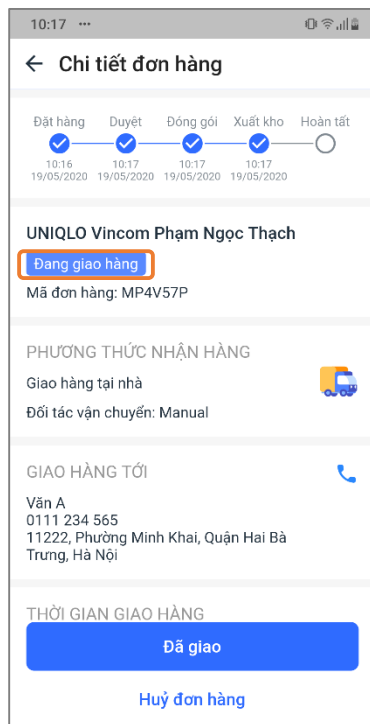 10:17 ···
Chi tiết đơn hàng
Đặt hàng Duyệt Đóng gói Xuất kho Hoàn tất
10:16 10:17 10:17 10:17
19/05/2020 19/05/2020 19/05/2020 19/05/2020
UNIQLO Vincom Phạm Ngọc Thạch
Đang giao hàng
Mã đơn hàng: MP4V57P
PHƯƠNG THỨC NHẬN HÀNG
Giao hàng tại nhà
Đối tác vận chuyển: Manual
GIAO HÀNG TỚI
Văn A
0111 234 565
11222, Phường Minh Khai, Quận Hai Bà
Trưng, Hà Nội
THỜI GIAN GIAO HÀNG
Đã giao
Huỷ đơn hàng